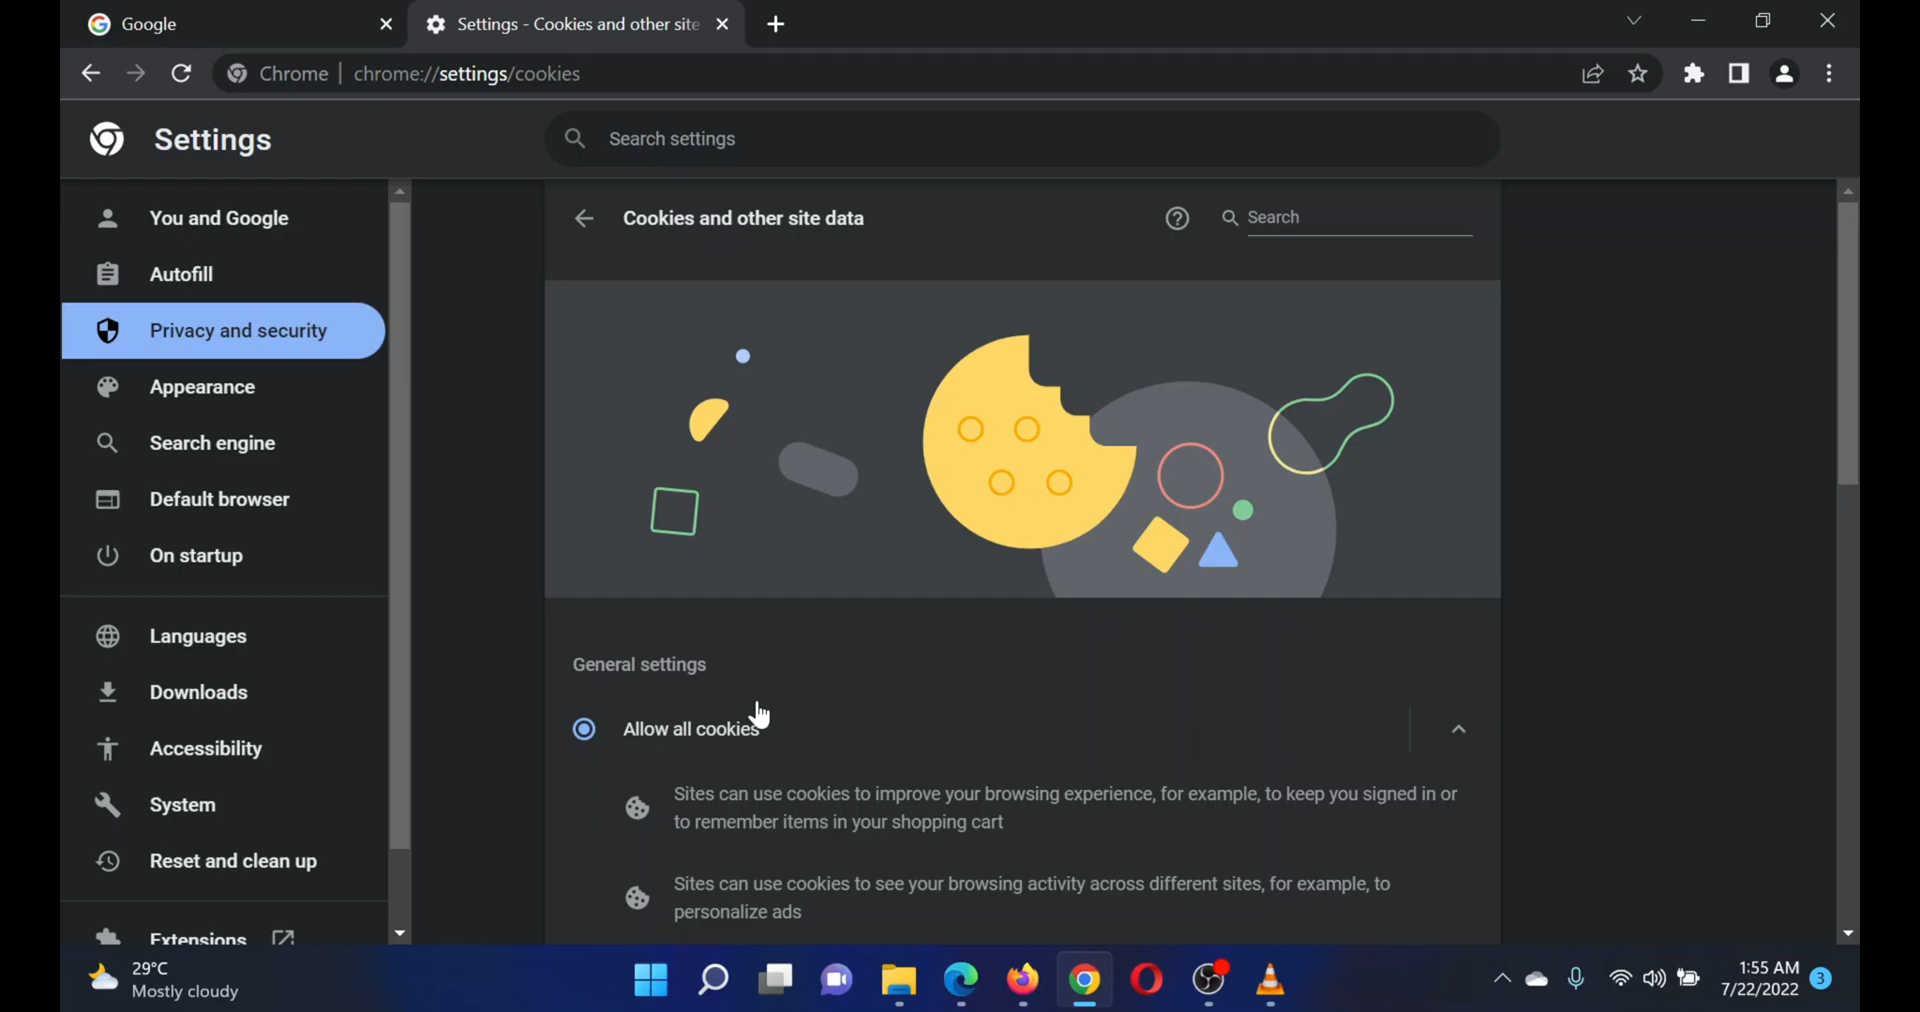 Google
Settings - Cookies and other site
Chrome | chrome://settings/cookies
Settings
Search settings
You and Google
Autofill
Privacy and security
Appearance
Search engine
Default browser
On startup
Languages
Downloads
Accessibility
System
Reset and clean up
Extensions
Cookies and other site data
Search
General settings
Allow all cookies
Sites can use cookies to improve your browsing experience, for example, to keep you signed in or
to remember items in your shopping cart
Sites can use cookies to see your browsing activity across different sites, for example, to
personalize ads
29°C
Mostly cloudy
1:55 AM
7/22/2022
3